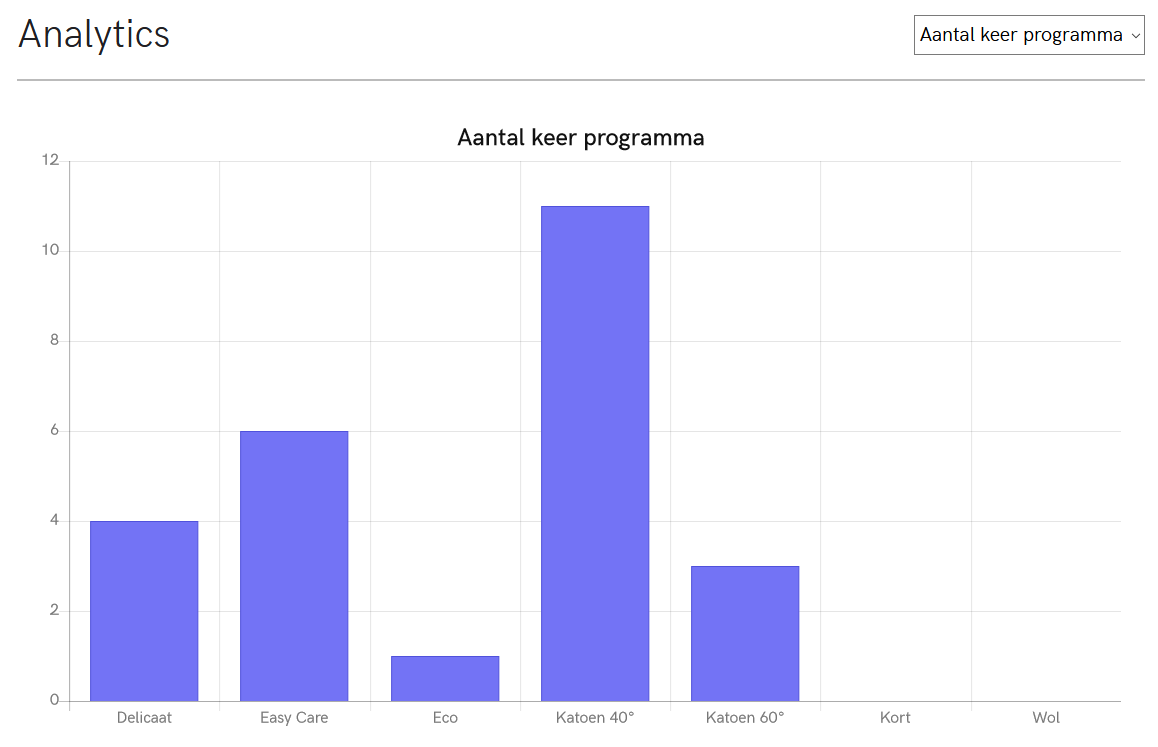 Analytics
Aantal keer programma
Aantal keer programma
12
10
8
6
4
2
0
Delicaat Easy Care Eco Katoen 40° Katoen 60° Kort Wol